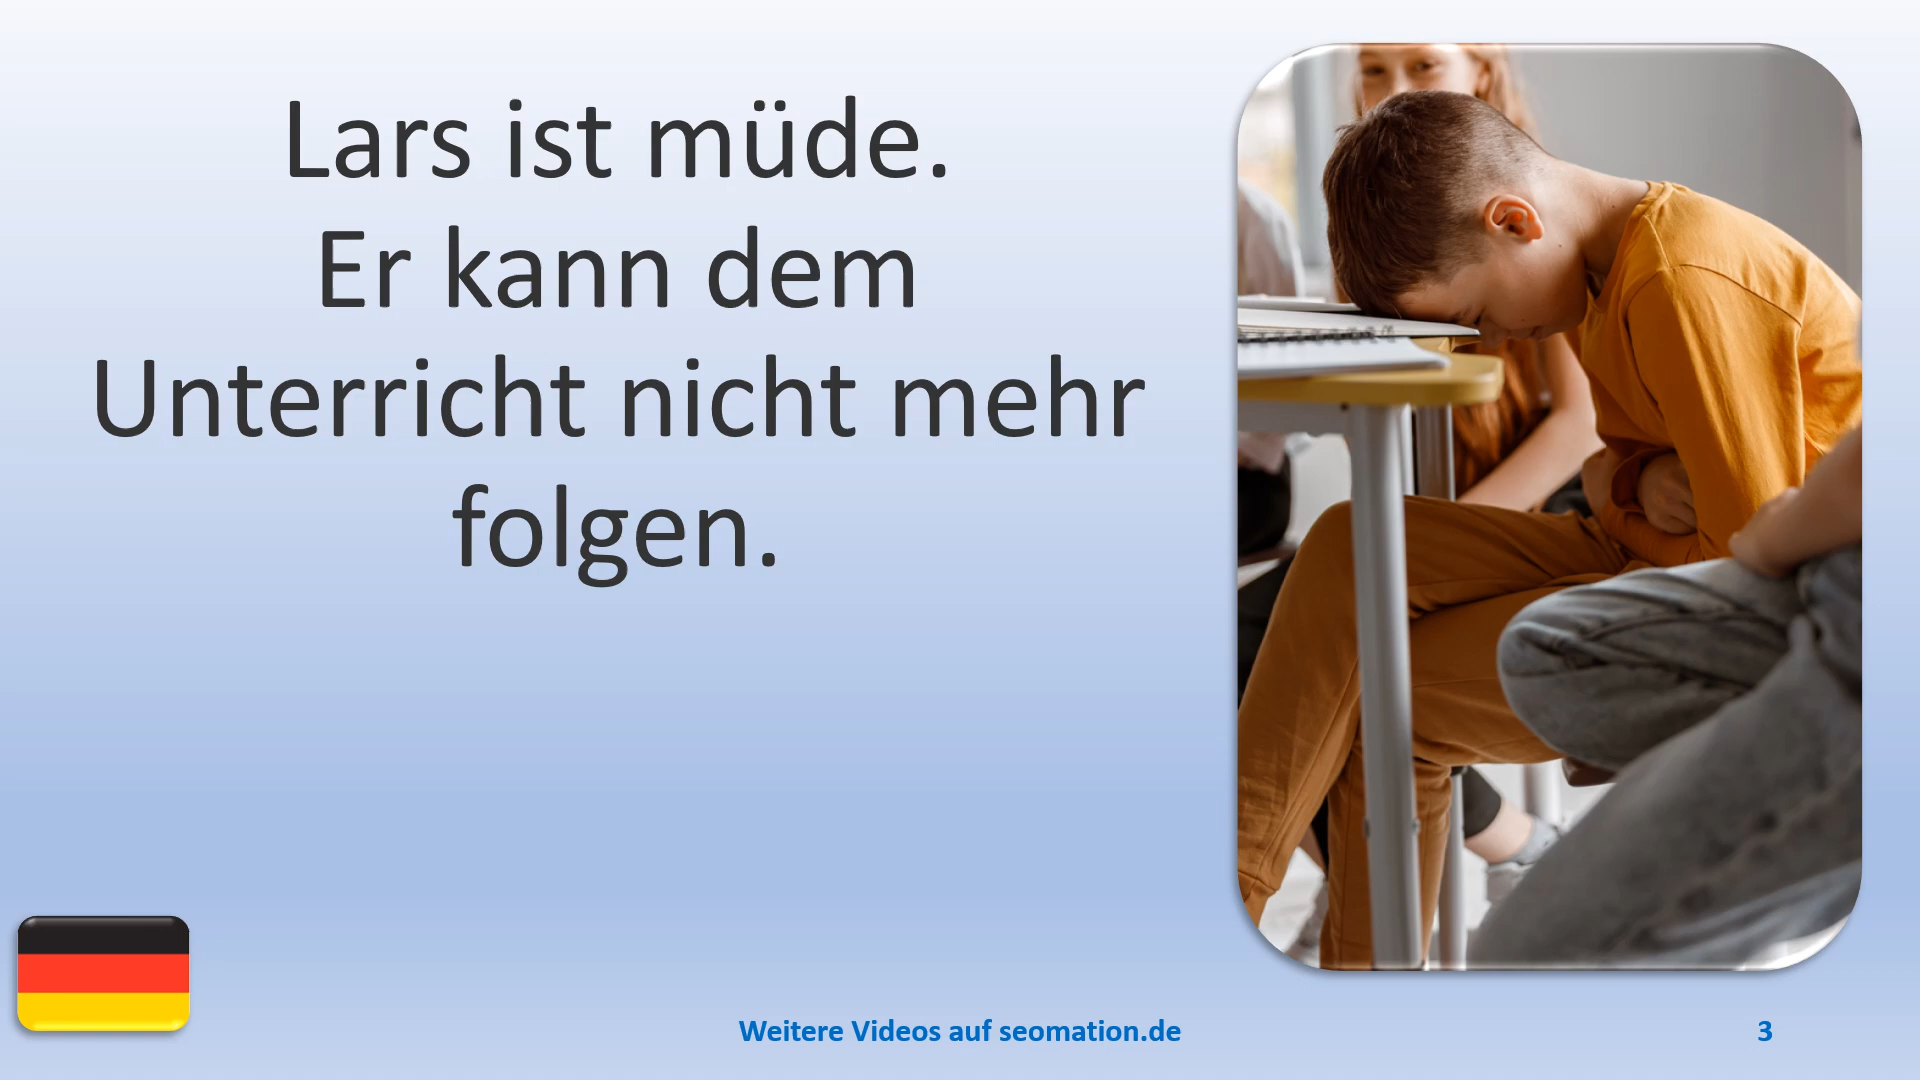 Lars ist müde.
Er kann dem
Unterricht nicht mehr
folgen.
Weitere Videos auf seomation.de
3